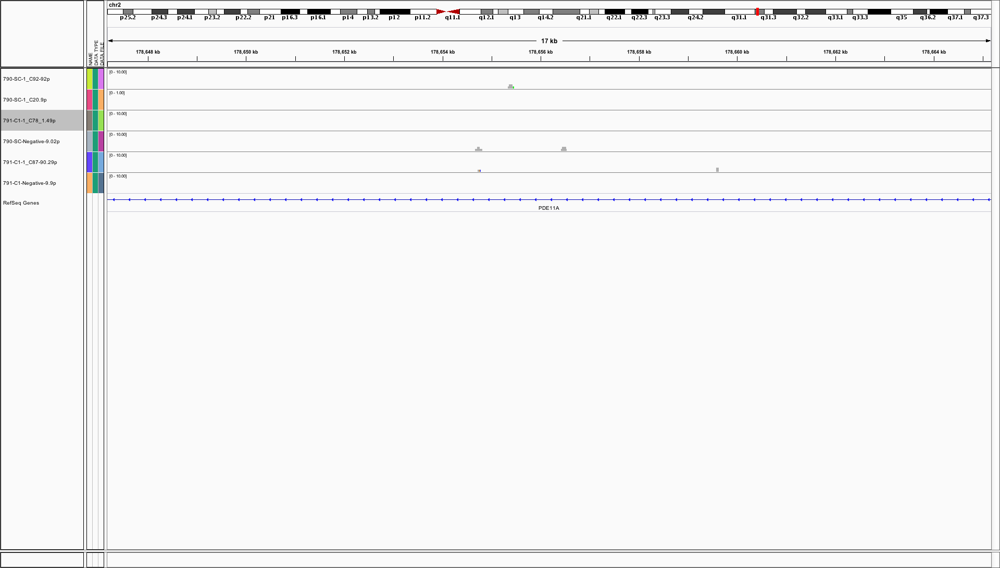 chr2
p25.2 p24.3 p24.1 p23.2 p22.2 p21 p16.3 p16.1 p14 p13.2 p12 p11.2 q11.1 q12.1 q13 q14.2 q21.1 q22.1 q22.3 q23.3 q24.2 q31.1 q31.3 q32.2 q33.1 q33.3 q35 q36.2 q37.1 q37.3
17 kb
178,648 kb 178,650 kb 178,652 kb 178,654 kb 178,656 kb 178,658 kb 178,660 kb 178,662 kb 178,664 kb
NAME
DATA TYPE
DATA FILE
790-SC-1_C92-92p [0 - 10.00]
790-SC-1_C20.9p [0 - 1.00]
791-C1-1_C78_1.49p [0 - 10.00]
790-SC-Negative-9.02p [0 - 10.00]
791-C1-1_C87-90.29p [0 - 10.00]
791-C1-Negative-9.9p [0 - 10.00]
RefSeq Genes
PDE11A